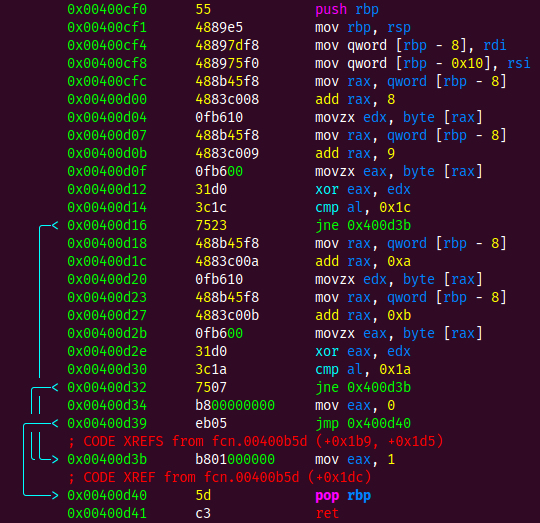 0x00400cf0 55 push rbp
0x00400cf1 4889e5 mov rbp, rsp
0x00400cf4 48897df8 mov qword [rbp - 8], rdi
0x00400cf8 488975f0 mov qword [rbp - 0x10], rsi
0x00400cfc 488b45f8 mov rax, qword [rbp - 8]
0x00400d00 4883c008 add rax, 8
0x00400d04 0fb610 movzx edx, byte [rax]
0x00400d07 488b45f8 mov rax, qword [rbp - 8]
0x00400d0b 4883c009 add rax, 9
0x00400d0f 0fb600 movzx eax, byte [rax]
0x00400d12 31d0 xor eax, edx
0x00400d14 3c1c cmp al, 0x1c
< 0x00400d16 7523 jne 0x400d3b
0x00400d18 488b45f8 mov rax, qword [rbp - 8]
0x00400d1c 4883c00a add rax, 0xa
0x00400d20 0fb610 movzx edx, byte [rax]
0x00400d23 488b45f8 mov rax, qword [rbp - 8]
0x00400d27 4883c00b add rax, 0xb
0x00400d2b 0fb600 movzx eax, byte [rax]
0x00400d2e 31d0 xor eax, edx
0x00400d30 3c1a cmp al, 0x1a
< 0x00400d32 7507 jne 0x400d3b
0x00400d34 b800000000 mov eax, 0
< 0x00400d39 eb05 jmp 0x400d40
; CODE XREFS from fcn.00400b5d (+0x1b9, +0x1d5)
> 0x00400d3b b801000000 mov eax, 1
; CODE XREF from fcn.00400b5d (+0x1dc)
> 0x00400d40 5d pop rbp
0x00400d41 c3 ret